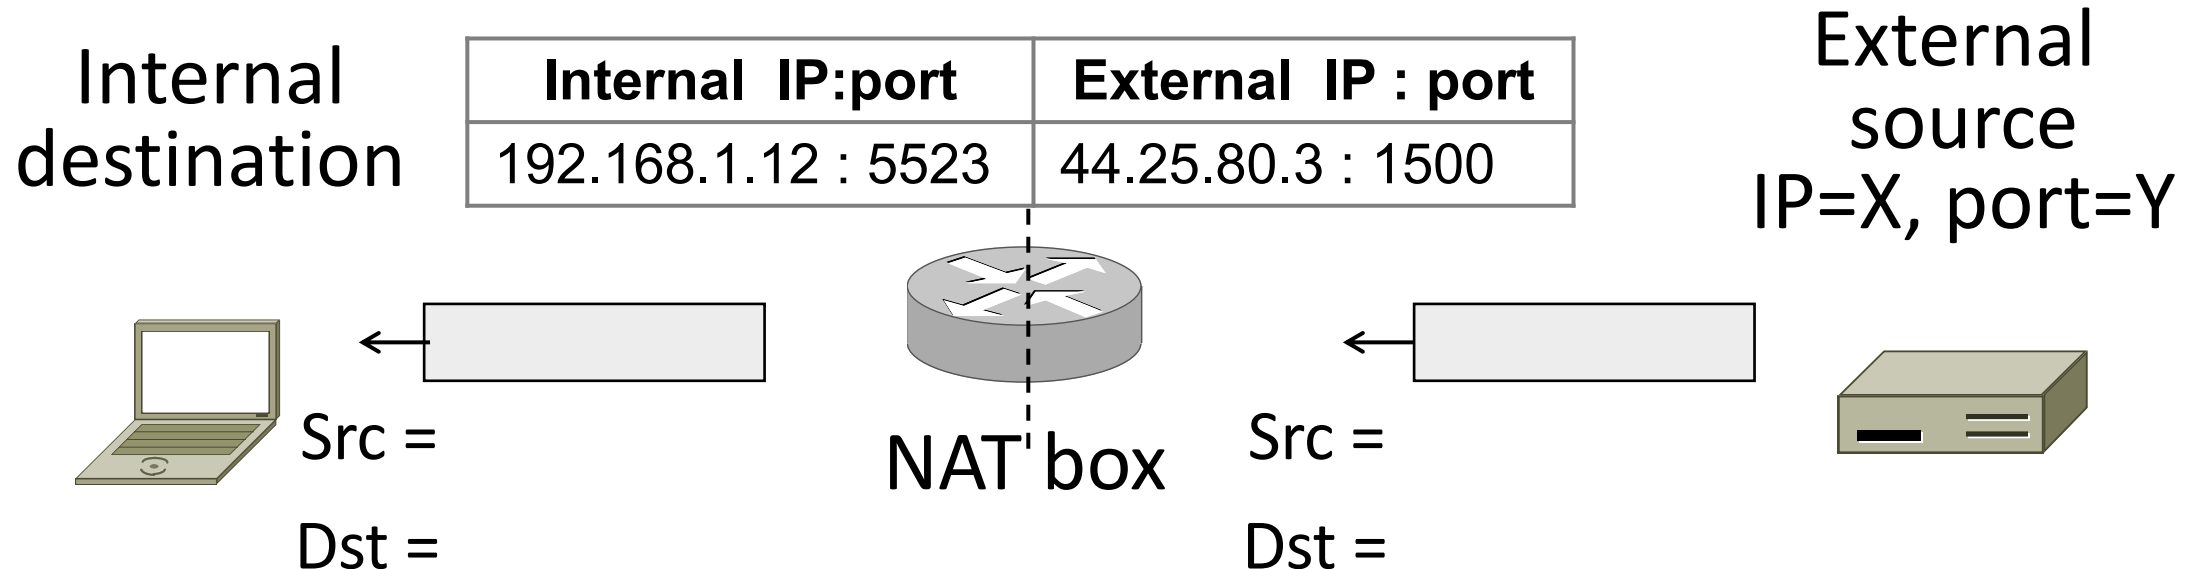 Internal
destination
Internal  IP:port
External  IP : port
192.168.1.12 : 5523
44.25.80.3 : 1500
External
source
IP=X, port=Y
Src =
Dst =
NAT box
Src =
Dst =